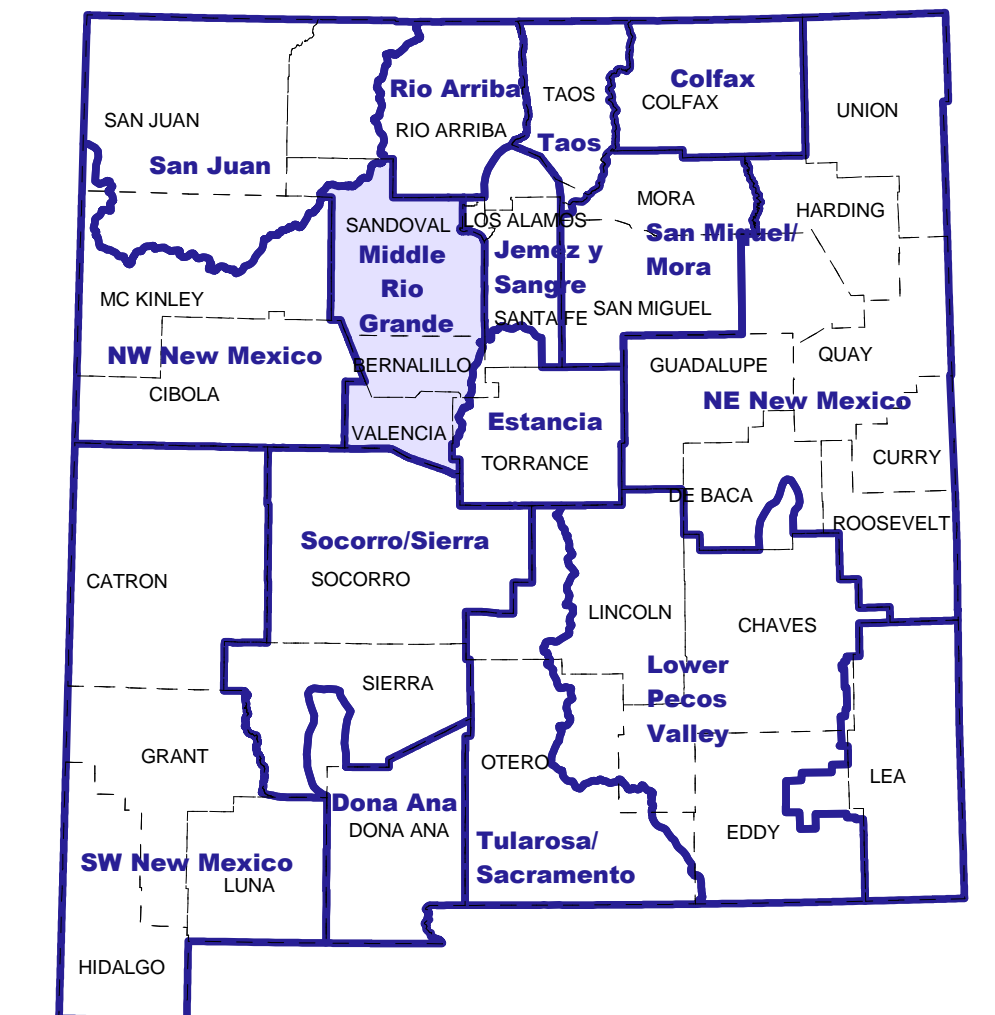 Colfax
Rio Arriba
TAOS
COLFAX
UNION
SAN JUAN
RIO ARRIBA
Taos
San Juan
MORA
HARDING
SANDOVAL
LOS ALAMOS
San Miguel/
Mora
Middle
Rio
Grande
Jemez y
Sangre
MC KINLEY
SANTA FE
SAN MIGUEL
NW New Mexico
BERNALILLO
GUADALUPE
QUAY
CIBOLA
NE New Mexico
VALENCIA
Estancia
TORRANCE
CURRY
DE BACA
ROOSEVELT
Socorro/Sierra
SOCORRO
CATRON
LINCOLN
CHAVES
SIERRA
Lower
Pecos
Valley
GRANT
OTERO
LEA
Dona Ana
DONA ANA
EDDY
Tularosa/
Sacramento
SW New Mexico
LUNA
HIDALGO